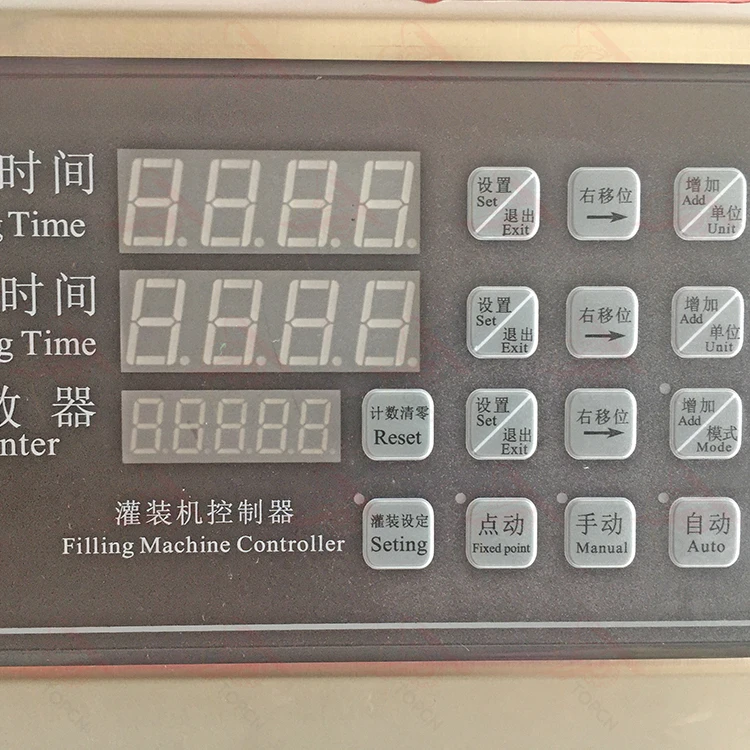 时间
g Time
设置
Set
退出
Exit
右移位
增加
Add
单位
Unit
时间
g Time
设置
Set
退出
Exit
右移位
增加
Add
单位
Unit
数 器
nter
计数清零
Reset
设置
Set
退出
Exit
右移位
增加
Add
模式
Mode
灌装机控制器
Filling Machine Controller
灌装设定
Seting
点动
Fixed point
手动
Manual
自动
Auto
TOPCN
TOPCN
TOPCN